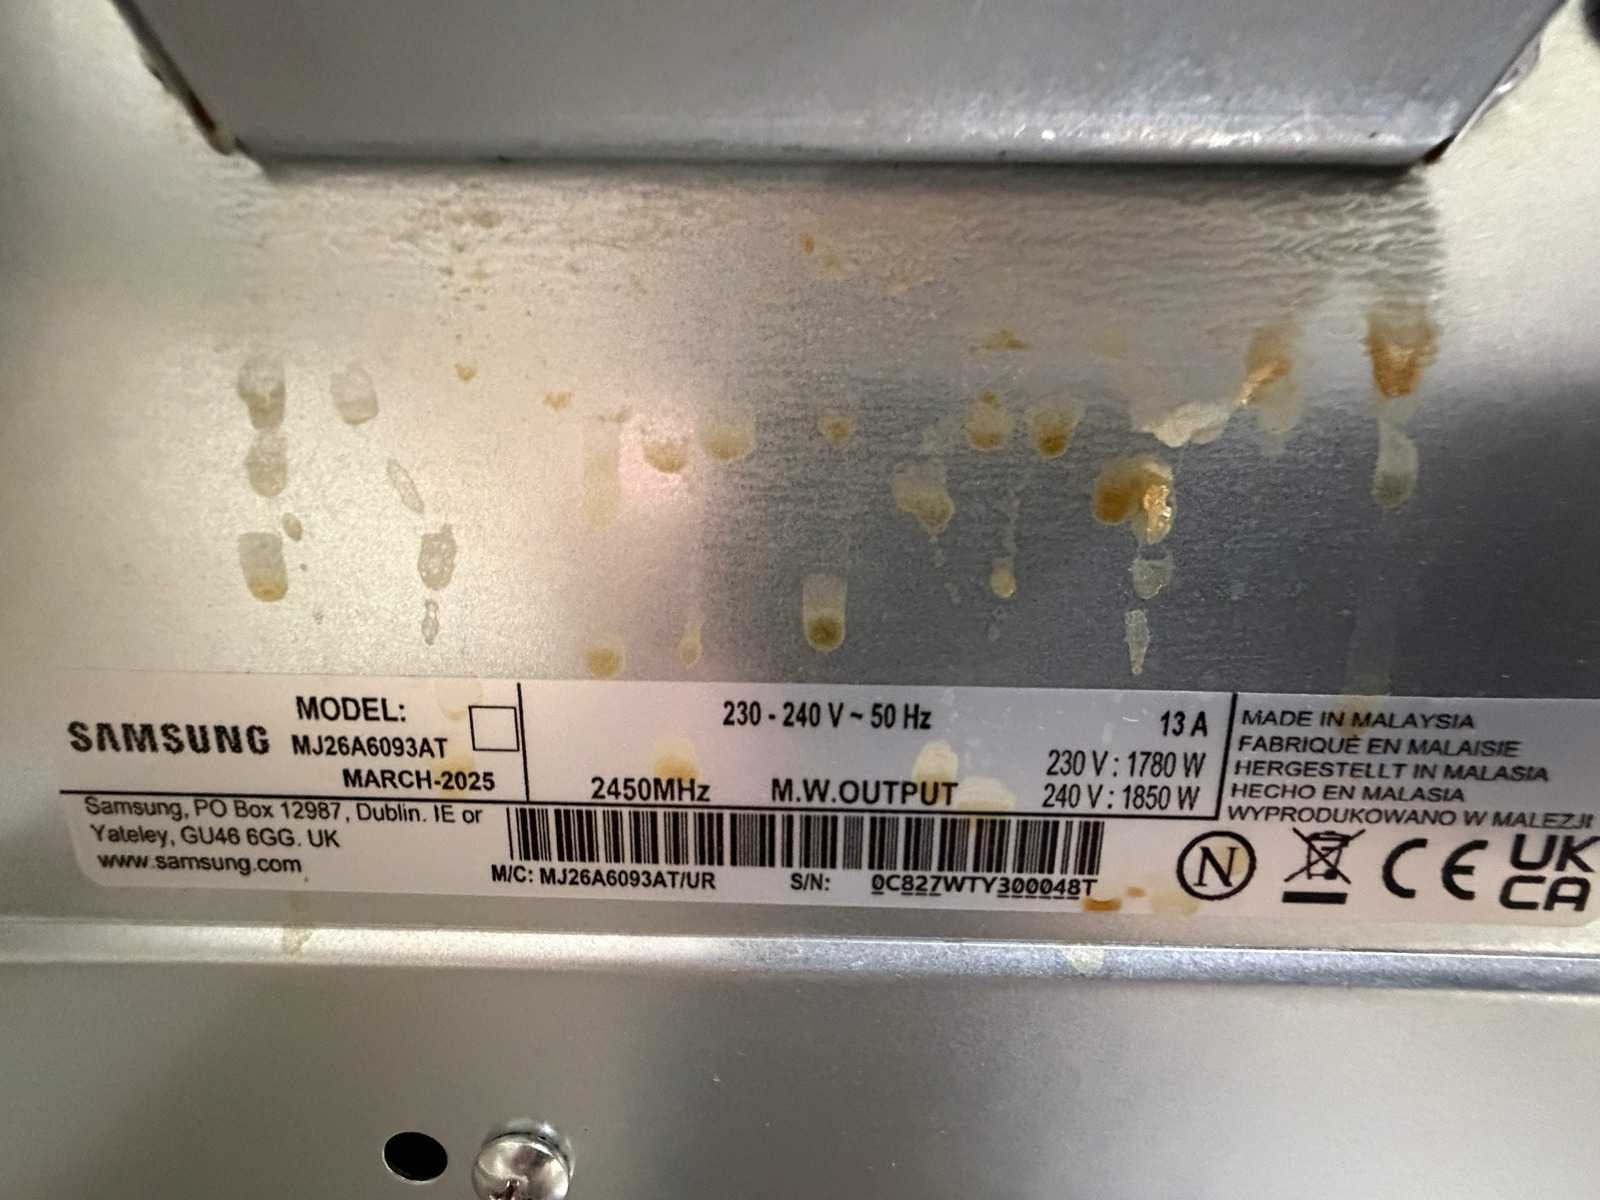 SAMSUNG
MODEL:
MJ26A6093AT
MARCH-2025
230 - 240 V ~ 50 Hz
13 A
2450MHz
M.W.OUTPUT
230 V : 1780 W
240 V : 1850 W
MADE IN MALAYSIA
FABRIQUÉ EN MALAISIE
HERGESTELLT IN MALASIA
HECHO EN MALASIA
WYPRODUKOWANO W MALEZJI
Samsung, PO Box 12987, Dublin. IE or
Yateley, GU46 6GG. UK
www.samsung.com
M/C: MJ26A6093AT/UR
S/N: 0C827WTY300048T
N
CE
UK
CA